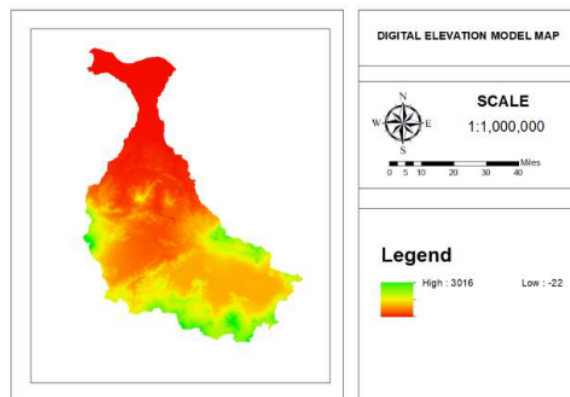 DIGITAL ELEVATION MODEL MAP
N
W E
S
SCALE
1:1,000,000
Miles
0 5 10 20 30 40
Legend
High : 3016 Low : -22